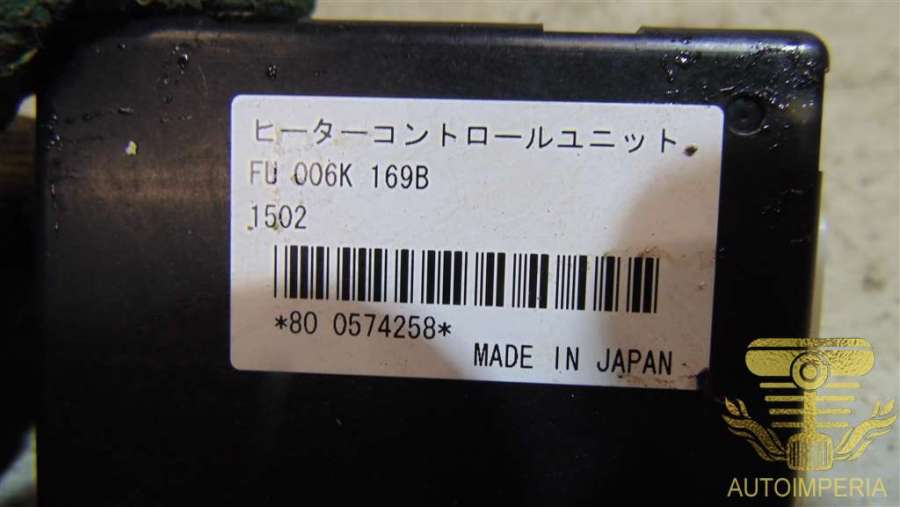 ヒーターコントロールユニット
FU 006K 169B
1502
*80 0574258*
MADE IN JAPAN
AUTOIMPERIA